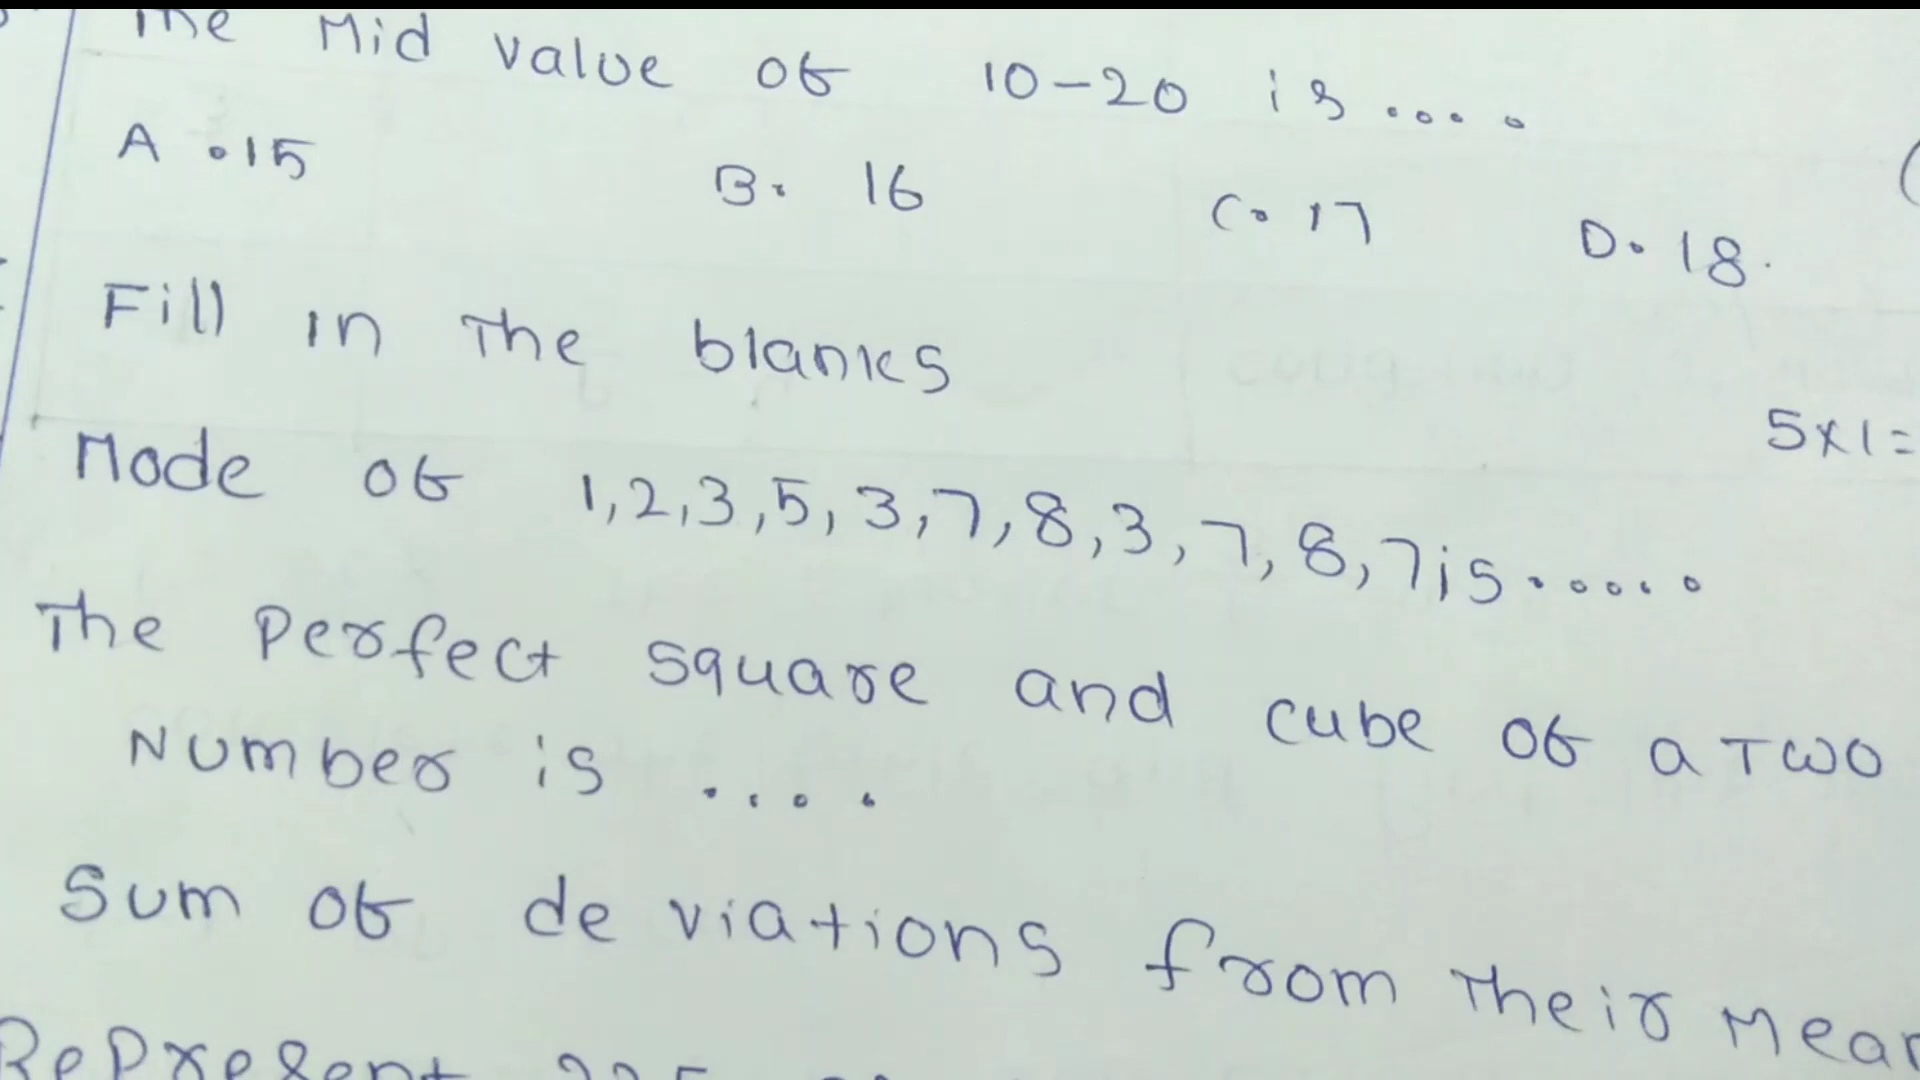 The Mid value of 10-20 is....
A .15 B. 16 C. 17 D. 18.
Fill in The blanks
5x1=
Mode of 1,2,3,5,3,7,8,3,7,8,7 is.....
The Perfect square and cube of a Two
Number is ....
Sum of deviations from Their Mean
Represent